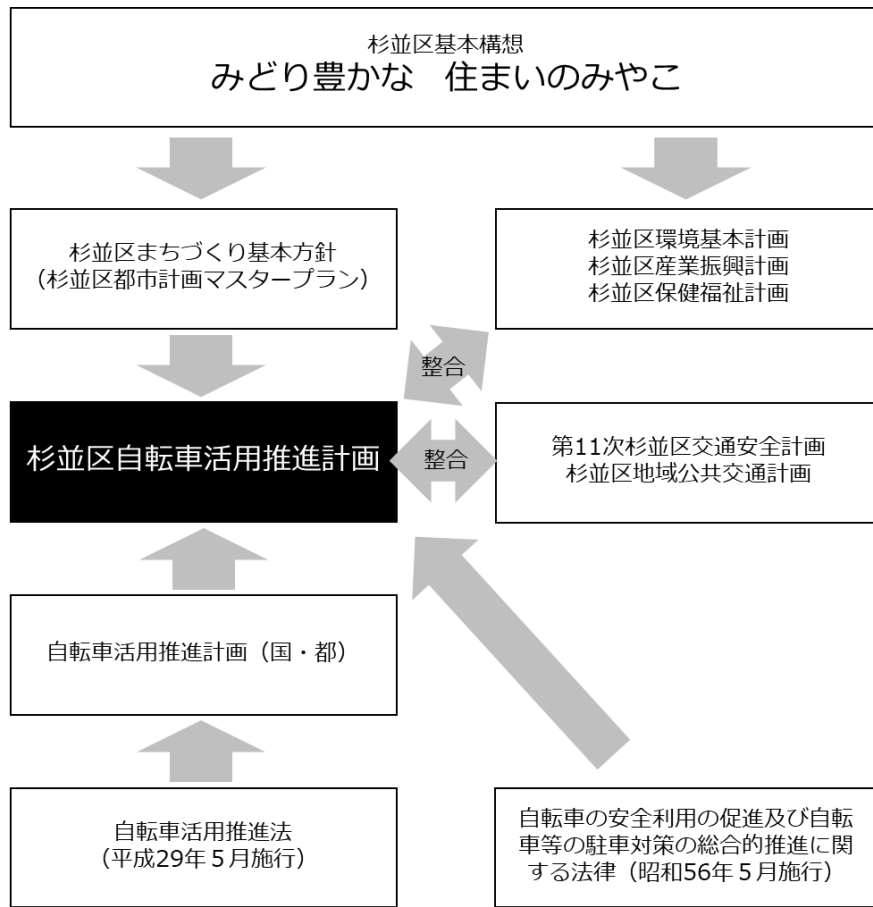 杉並区基本構想
みどり豊かな 住まいのみやこ
杉並区まちづくり基本方針
（杉並区都市計画マスタープラン）
杉並区環境基本計画
杉並区産業振興計画
杉並区保健福祉計画
整合
杉並区自転車活用推進計画
整合
第11次杉並区交通安全計画
杉並区地域公共交通計画
自転車活用推進計画（国・都）
自転車活用推進法
（平成29年５月施行）
自転車の安全利用の促進及び自転
車等の駐車対策の総合的推進に関
する法律（昭和56年５月施行）